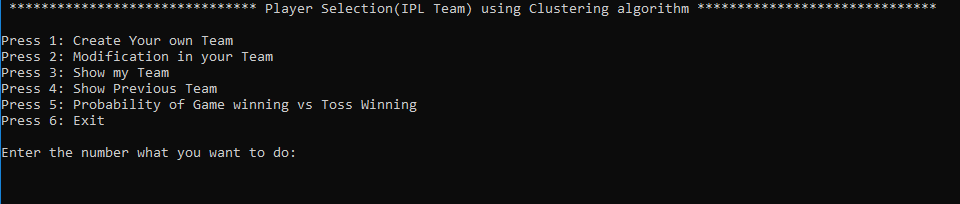 ******************************* Player Selection(IPL Team) using Clustering algorithm ******************************
Press 1: Create Your own Team
Press 2: Modification in your Team
Press 3: Show my Team
Press 4: Show Previous Team
Press 5: Probability of Game winning vs Toss Winning
Press 6: Exit
Enter the number what you want to do: